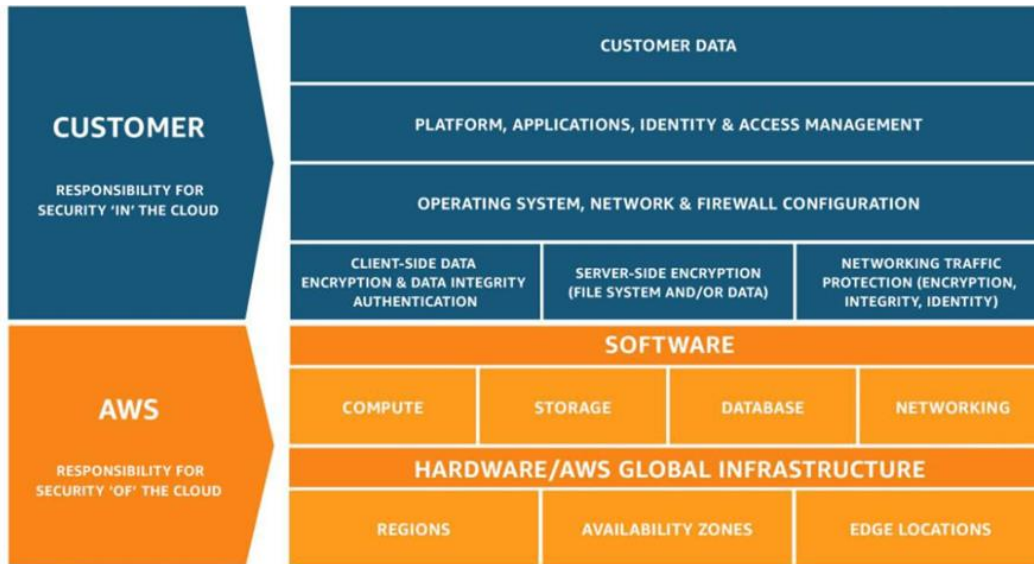 CUSTOMER
RESPONSIBILITY FOR
SECURITY ‘IN’ THE CLOUD
CUSTOMER DATA
PLATFORM, APPLICATIONS, IDENTITY & ACCESS MANAGEMENT
OPERATING SYSTEM, NETWORK & FIREWALL CONFIGURATION
CLIENT-SIDE DATA
ENCRYPTION & DATA INTEGRITY
AUTHENTICATION
SERVER-SIDE ENCRYPTION
(FILE SYSTEM AND/OR DATA)
NETWORKING TRAFFIC
PROTECTION (ENCRYPTION,
INTEGRITY, IDENTITY)
AWS
RESPONSIBILITY FOR
SECURITY ‘OF’ THE CLOUD
SOFTWARE
COMPUTE
STORAGE
DATABASE
NETWORKING
HARDWARE/AWS GLOBAL INFRASTRUCTURE
REGIONS
AVAILABILITY ZONES
EDGE LOCATIONS